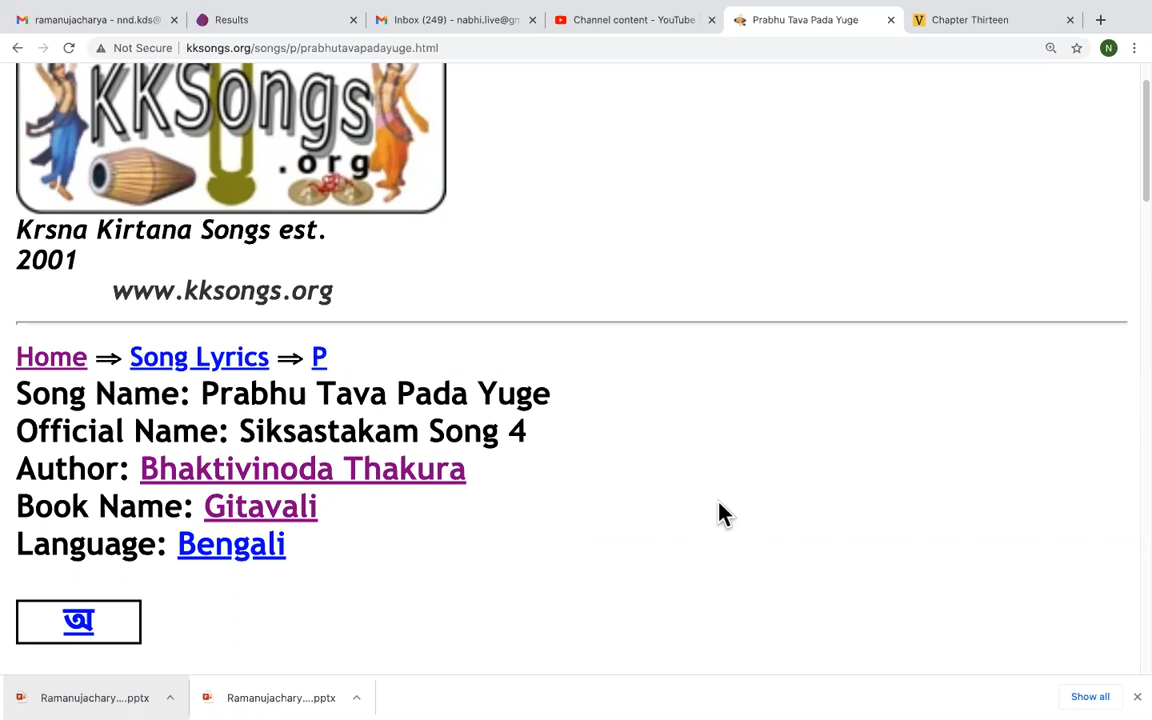 ramanujacharya - nnd.kds@
Results
Inbox (249) - nabhi.live@gn
Channel content - YouTube
Prabhu Tava Pada Yuge
Chapter Thirteen
Not Secure
kksongs.org/songs/p/prabhutavapadayuge.html
N
KKSongs
.org
Krsna Kirtana Songs est.
2001
www.kksongs.org
Home ⇒ Song Lyrics ⇒ P
Song Name: Prabhu Tava Pada Yuge
Official Name: Siksastakam Song 4
Author: Bhaktivinoda Thakura
Book Name: Gitavali
Language: Bengali
অ
Ramanujachary....pptx
Ramanujachary....pptx
Show all